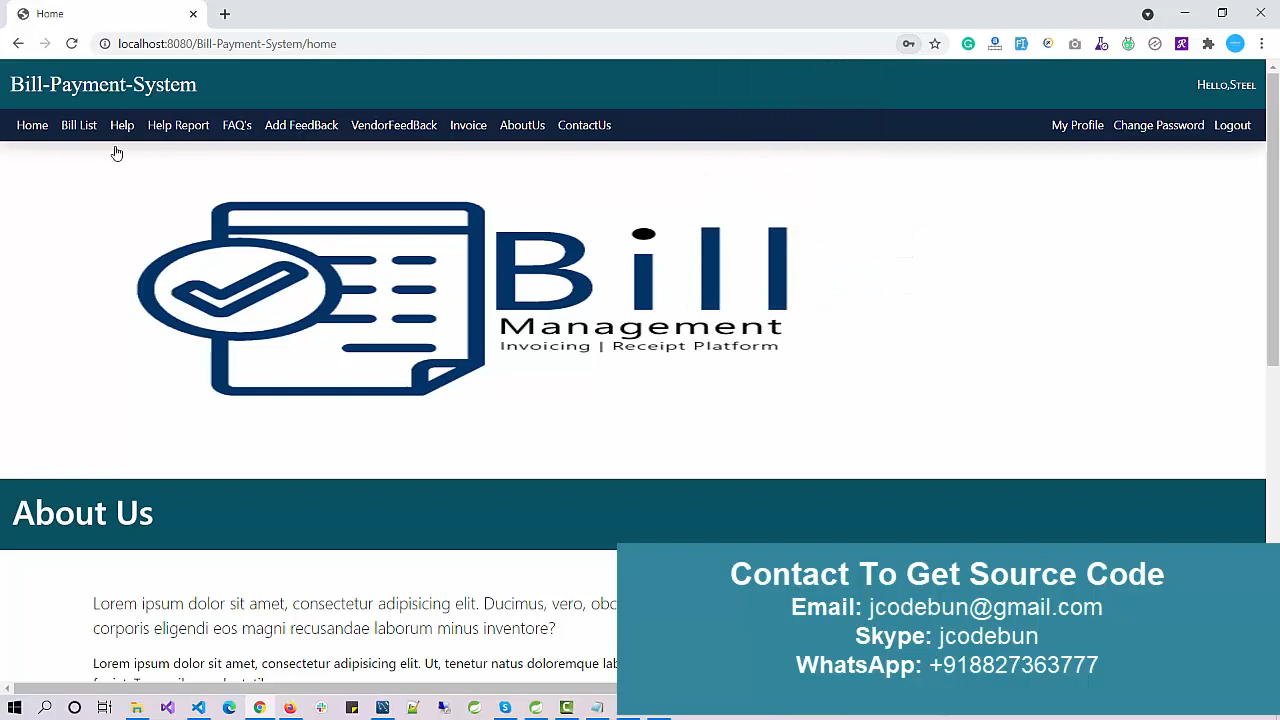 Home
localhost:8080/Bill-Payment-System/home
Bill-Payment-System
Hello,Steel
Home Bill List Help Help Report FAQ's Add FeedBack VendorFeedBack Invoice AboutUs ContactUs My Profile Change Password Logout
Bill
Management
Invoicing | Receipt Platform
About Us
Lorem ipsum dolor sit amet, consectetur adipisicing elit. Ducimus, vero, obc
corporis eligendi eos magni recusandae laborum minus inventore?
Lorem ipsum dolor sit amet, consectetur adipisicing elit. Ut, tenetur natus doloremque lab
Contact To Get Source Code
Email: jcodebun@gmail.com
Skype: jcodebun
WhatsApp: +918827363777